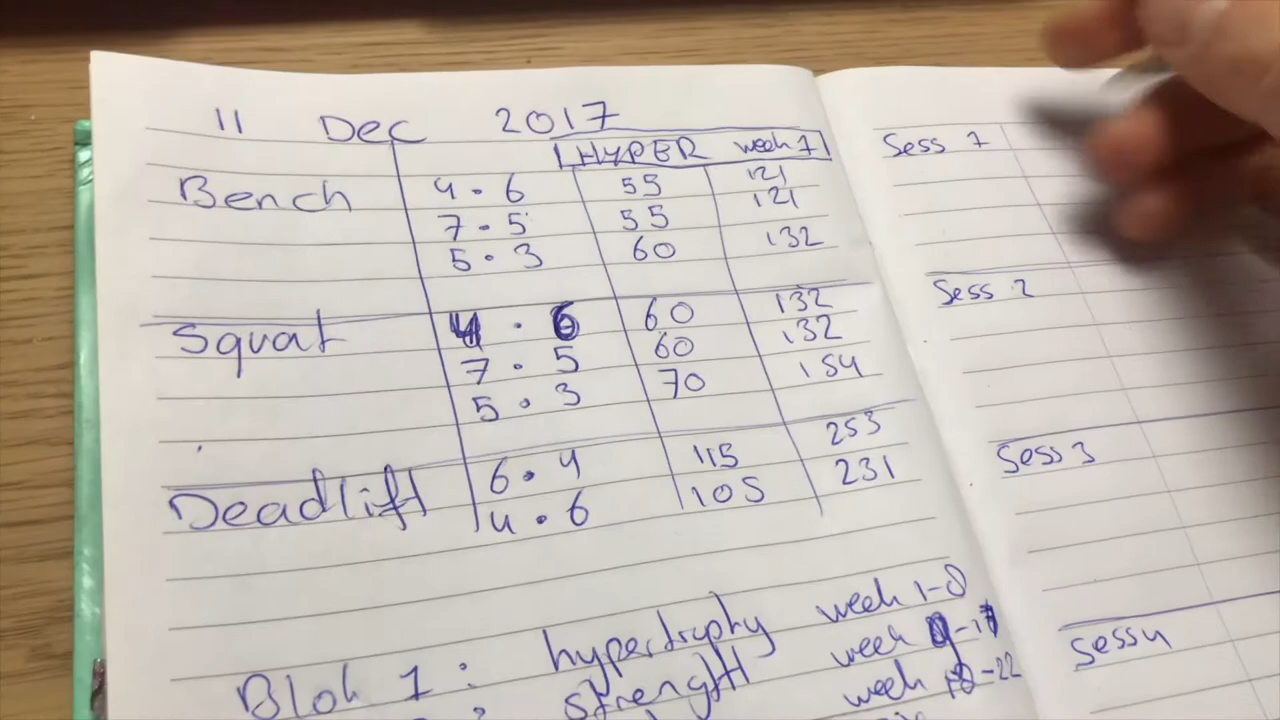 11 Dec 2017
HYPER week 1
Bench 4 · 6 55 121
7 · 5 55 121
5 · 3 60 132
Squat 4 · 6 60 132
7 · 5 60 132
5 · 3 70 154
Deadlift 6 · 4 115 253
4 · 6 105 231
Blok 1 : hypertrophy week 1-8
: strenght week
week -22
Sess 1
Sess 2
Sess 3
Sess 4